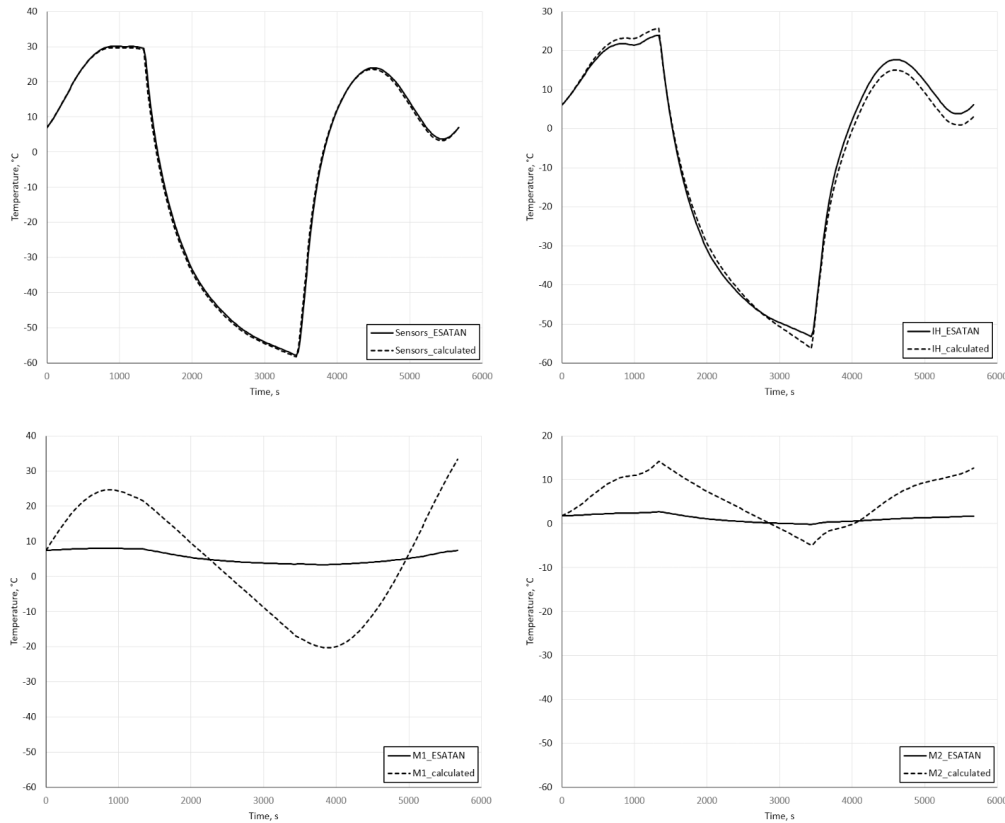 40
30
20
10
0
-10
-20
-30
-40
-50
-60
Temperature, °C
0 1000 2000 3000 4000 5000 6000
Time, s
Sensors_ESATAN
Sensors_calculated
30
20
10
0
-10
-20
-30
-40
-50
-60
Temperature, °C
0 1000 2000 3000 4000 5000 6000
Time, s
IH_ESATAN
IH_calculated
40
30
20
10
0
-10
-20
-30
-40
-50
-60
Temperature, °C
0 1000 2000 3000 4000 5000 6000
Time, s
M1_ESATAN
M1_calculated
20
10
0
-10
-20
-30
-40
-50
-60
Temperature, °C
0 1000 2000 3000 4000 5000 6000
Time, s
M2_ESATAN
M2_calculated